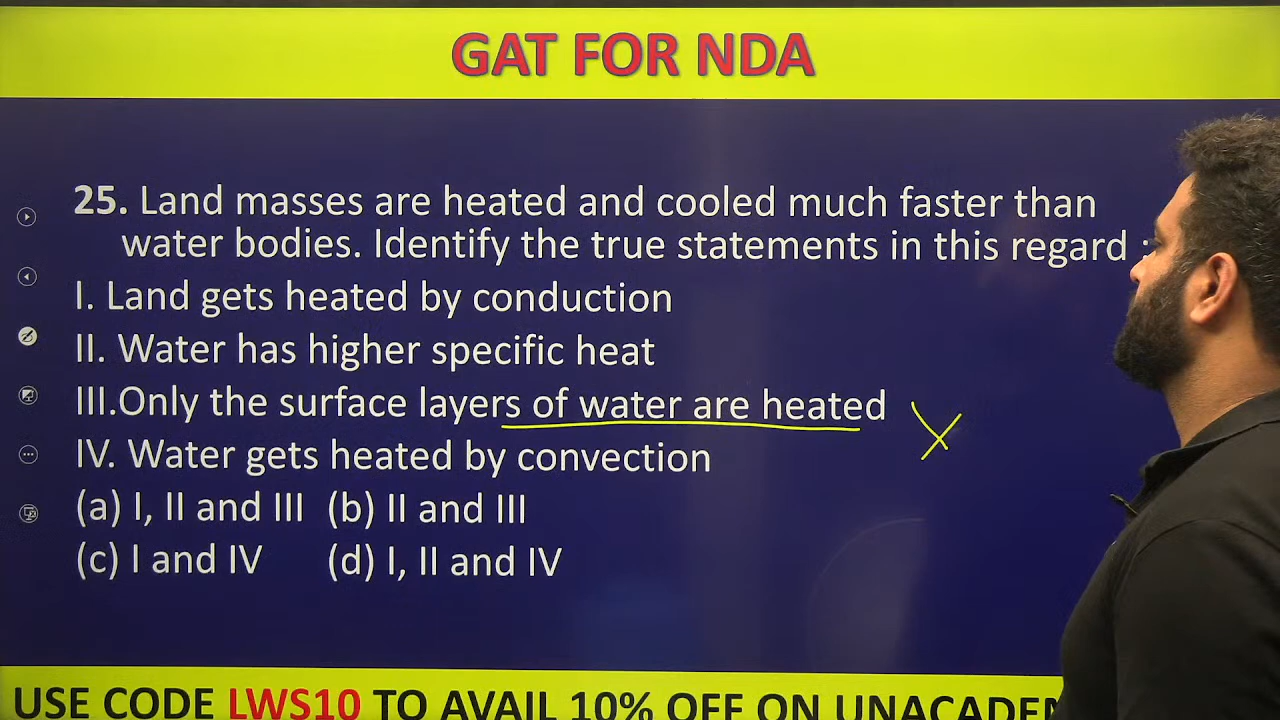 GAT FOR NDA
25. Land masses are heated and cooled much faster than
water bodies. Identify the true statements in this regard :
I. Land gets heated by conduction
II. Water has higher specific heat
III.Only the surface layers of water are heated
IV. Water gets heated by convection
(a) I, II and III (b) II and III
(c) I and IV (d) I, II and IV
USE CODE LWS10 TO AVAIL 10% OFF ON